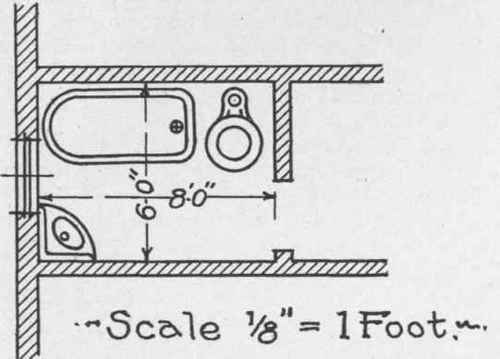 6'0"
8'0"
Scale 1/8" = 1 Foot.